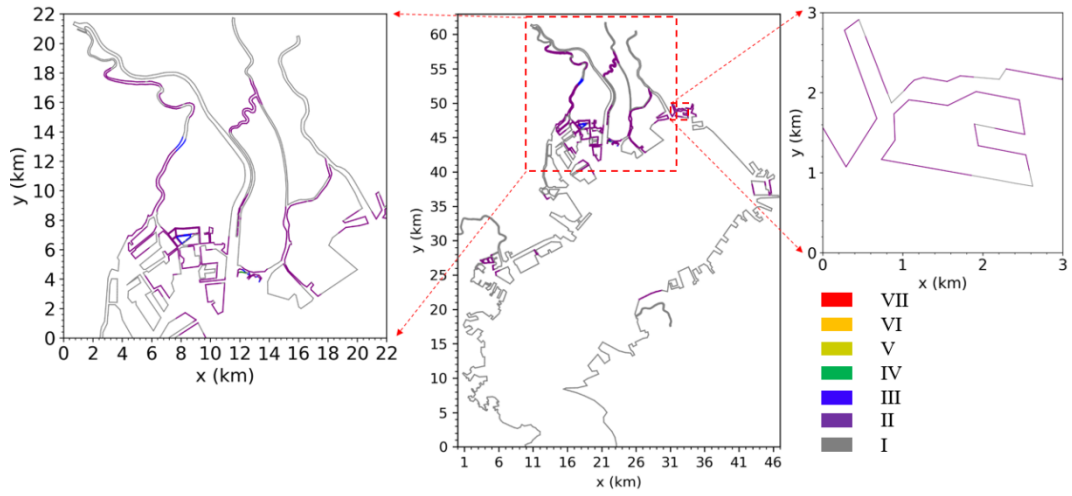 22
20
18
16
14
12
10
8
6
4
2
0
y (km)
0 2 4 6 8 10 12 14 16 18 20 22
x (km)
60
55
50
45
40
35
30
25
20
15
10
5
0
y (km)
1 6 11 16 21 26 31 36 41 46
x (km)
3
2
1
0
y (km)
0 1 2 3
x (km)
VII
VI
V
IV
III
II
I